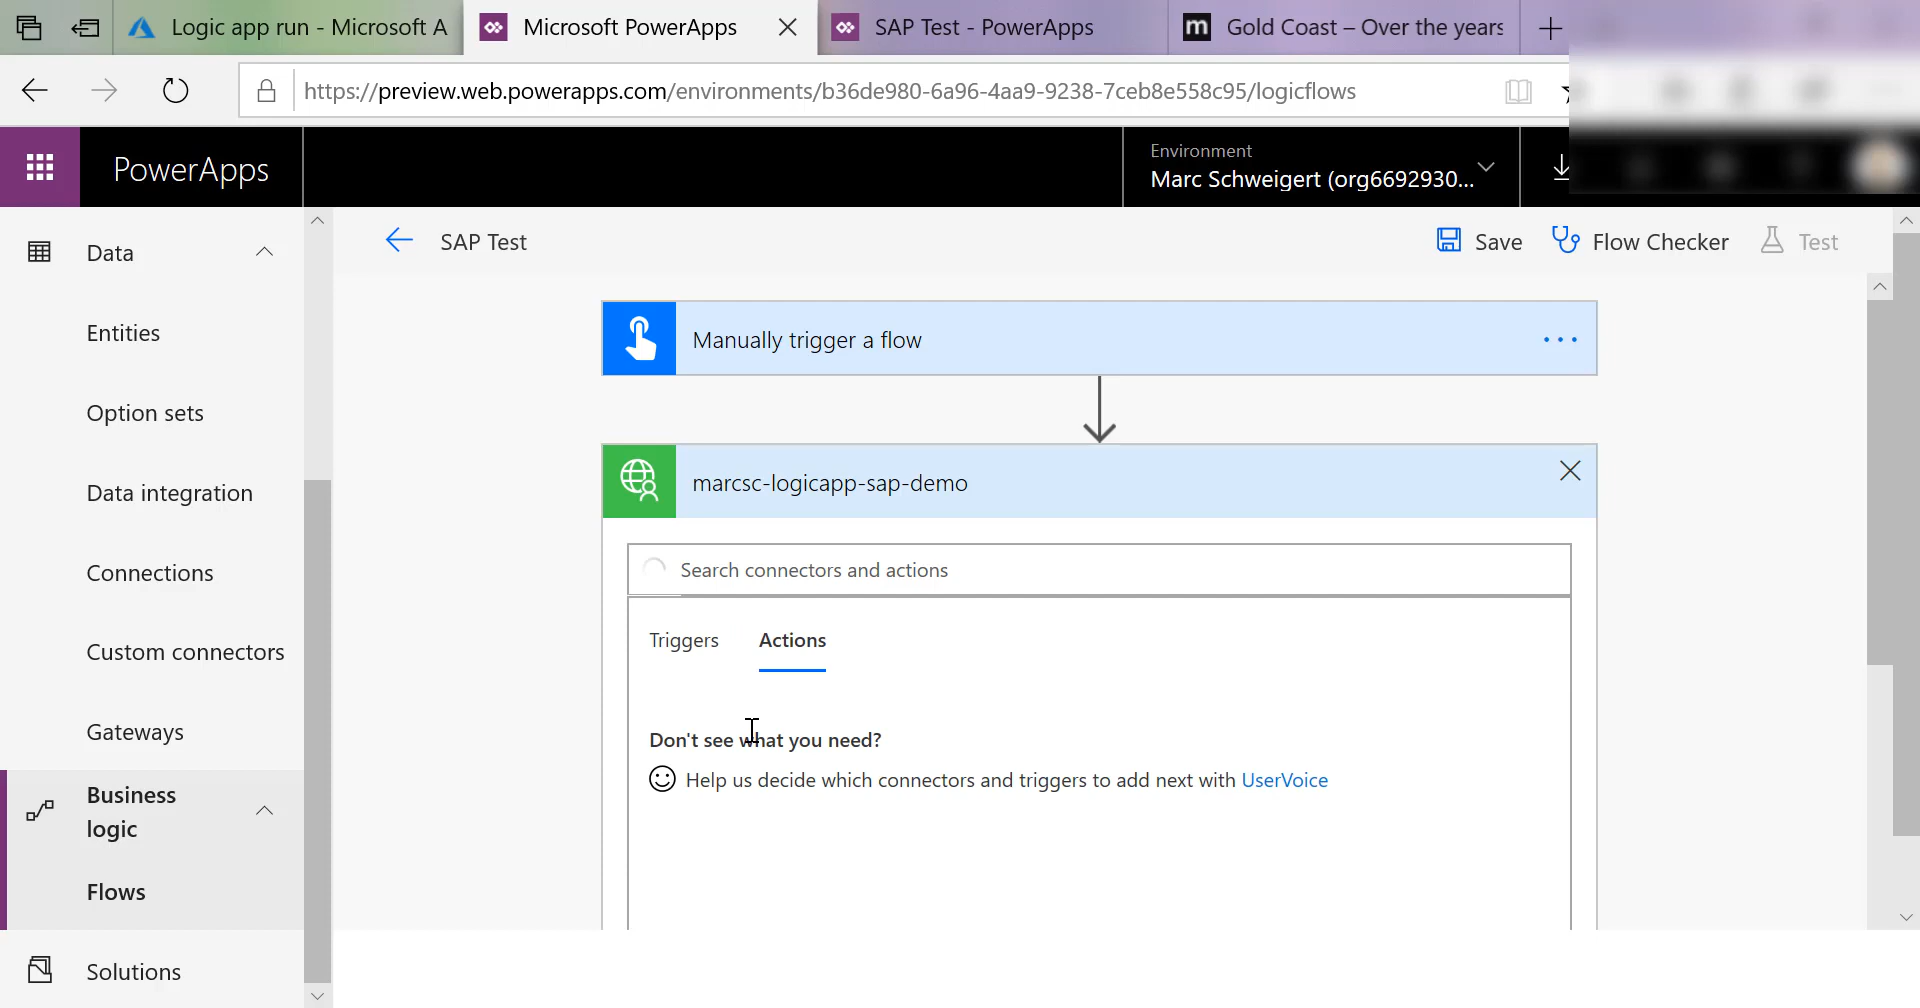 Logic app run - Microsoft A
Microsoft PowerApps
SAP Test - PowerApps
m Gold Coast – Over the years
https://preview.web.powerapps.com/environments/b36de980-6a96-4aa9-9238-7ceb8e558c95/logicflows
PowerApps
Environment
Marc Schweigert (org6692930...
Data
Entities
Option sets
Data integration
Connections
Custom connectors
Gateways
Business
logic
Flows
Solutions
SAP Test
Save
Flow Checker
Test
Manually trigger a flow
marcsc-logicapp-sap-demo
Search connectors and actions
Triggers
Actions
Don't see what you need?
Help us decide which connectors and triggers to add next with UserVoice